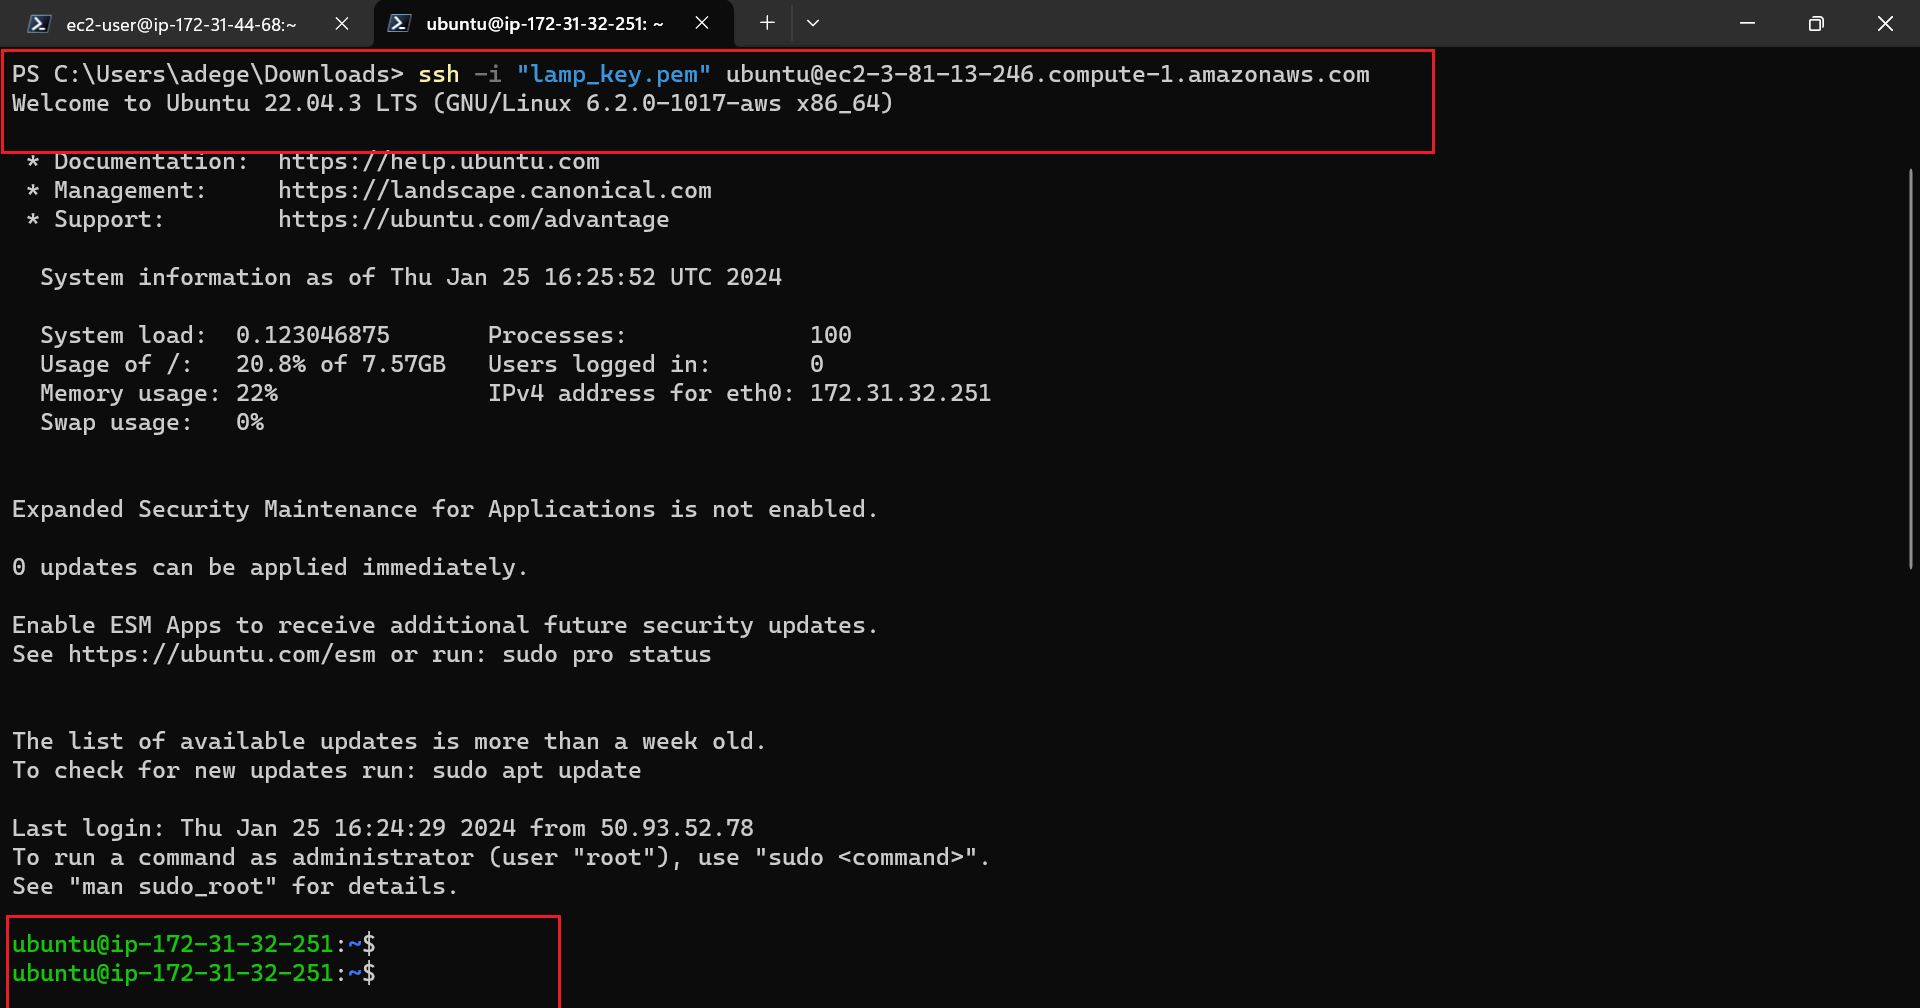 ec2-user@ip-172-31-44-68:~
ubuntu@ip-172-31-32-251: ~
PS C:\Users\adege\Downloads> ssh -i "lamp_key.pem" ubuntu@ec2-3-81-13-246.compute-1.amazonaws.com
Welcome to Ubuntu 22.04.3 LTS (GNU/Linux 6.2.0-1017-aws x86_64)
* Documentation:  https://help.ubuntu.com
* Management:     https://landscape.canonical.com
* Support:        https://ubuntu.com/advantage
System information as of Thu Jan 25 16:25:52 UTC 2024
System load:  0.123046875       Processes:             100
Usage of /:   20.8% of 7.57GB   Users logged in:       0
Memory usage: 22%               IPv4 address for eth0: 172.31.32.251
Swap usage:   0%
Expanded Security Maintenance for Applications is not enabled.
0 updates can be applied immediately.
Enable ESM Apps to receive additional future security updates.
See https://ubuntu.com/esm or run: sudo pro status
The list of available updates is more than a week old.
To check for new updates run: sudo apt update
Last login: Thu Jan 25 16:24:29 2024 from 50.93.52.78
To run a command as administrator (user "root"), use "sudo <command>".
See "man sudo_root" for details.
ubuntu@ip-172-31-32-251:~$
ubuntu@ip-172-31-32-251:~$